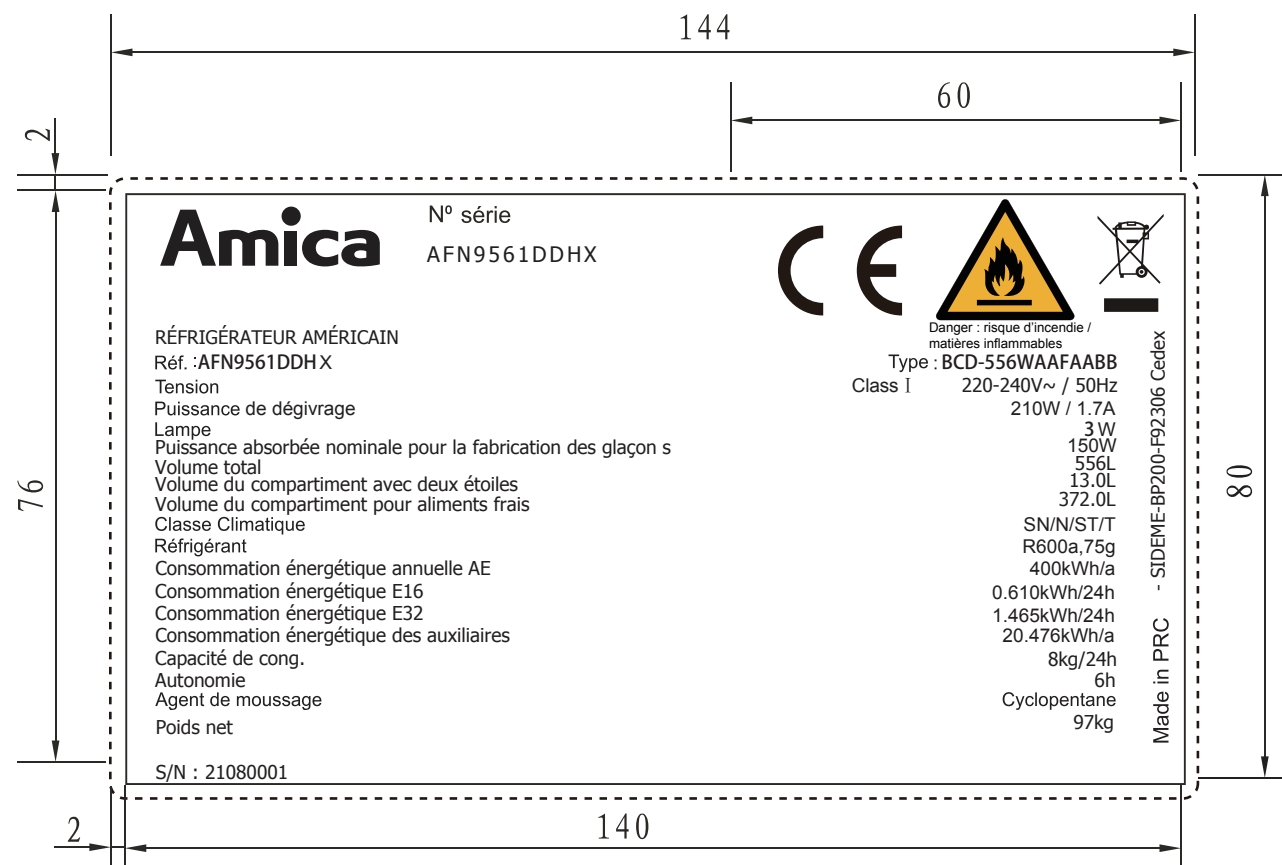 144
60
2
Amica
Nº série
AFN9561DDHX
Danger : risque d'incendie /
matières inflammables
RÉFRIGÉRATEUR AMÉRICAIN
Réf. :AFN9561DDHX
Type : BCD-556WAAFAABB
Tension
Class I 220-240V~ / 50Hz
Puissance de dégivrage
210W / 1.7A
Lampe
3 W
Puissance absorbée nominale pour la fabrication des glaçon s
150W
Volume total
556L
Volume du compartiment avec deux étoiles
13.0L
Volume du compartiment pour aliments frais
372.0L
Classe Climatique
SN/N/ST/T
Réfrigérant
R600a,75g
Consommation énergétique annuelle AE
400kWh/a
Consommation énergétique E16
0.610kWh/24h
Consommation énergétique E32
1.465kWh/24h
Consommation énergétique des auxiliaires
20.476kWh/a
Capacité de cong.
8kg/24h
Autonomie
6h
Agent de moussage
Cyclopentane
Poids net
97kg
S/N : 21080001
Made in PRC - SIDEME-BP200-F92306 Cedex
76
80
2
140